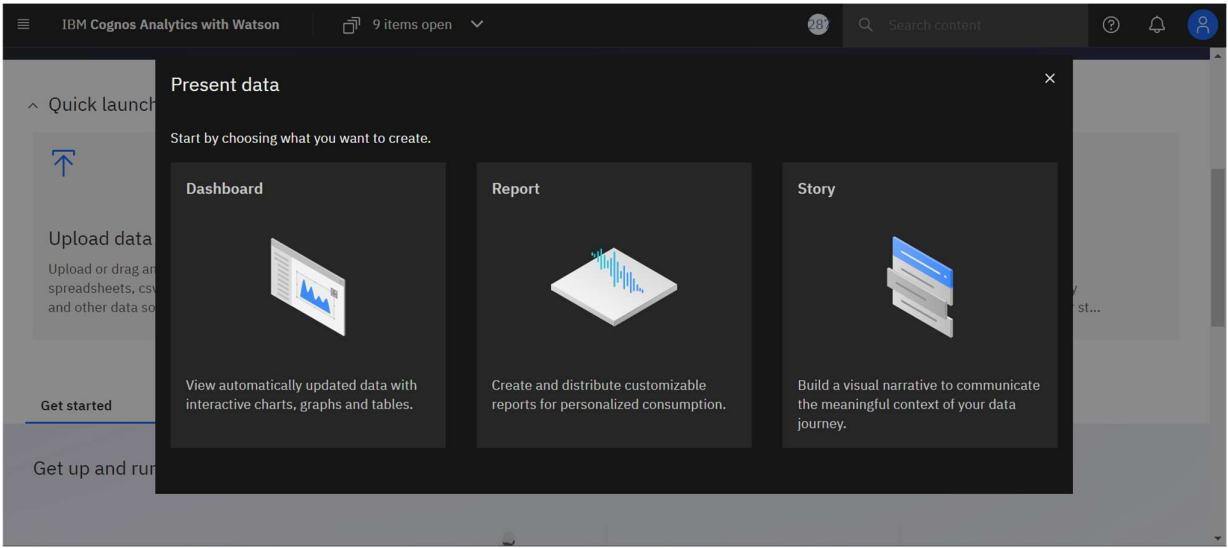 IBM Cognos Analytics with Watson
9 items open
287
Search content
Present data
Quick launch
Start by choosing what you want to create.
Dashboard
Report
Story
Upload data
Upload or drag an
spreadsheets, csv
and other data so
st...
View automatically updated data with
interactive charts, graphs and tables.
Create and distribute customizable
reports for personalized consumption.
Build a visual narrative to communicate
the meaningful context of your data
journey.
Get started
Get up and run